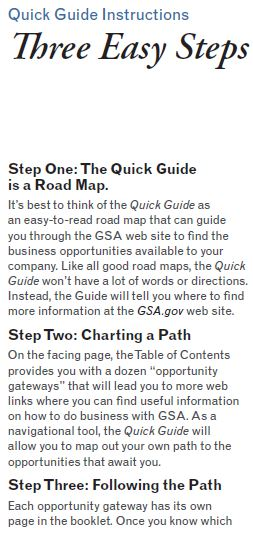 Quick Guide Instructions
Three Easy Steps
Step One: The Quick Guide
is a Road Map.
It's best to think of the Quick Guide as
an easy-to-read road map that can guide
you through the GSA web site to find the
business opportunities available to your
company. Like all good road maps, the Quick
Guide won't have a lot of words or directions.
Instead, the Guide will tell you where to find
more information at the GSA.gov web site.
Step Two: Charting a Path
On the facing page, the Table of Contents
provides you with a dozen “opportunity
gateways” that will lead you to more web
links where you can find useful information
on how to do business with GSA. As a
navigational tool, the Quick Guide will
allow you to map out your own path to the
opportunities that await you.
Step Three: Following the Path
Each opportunity gateway has its own
page in the booklet. Once you know which